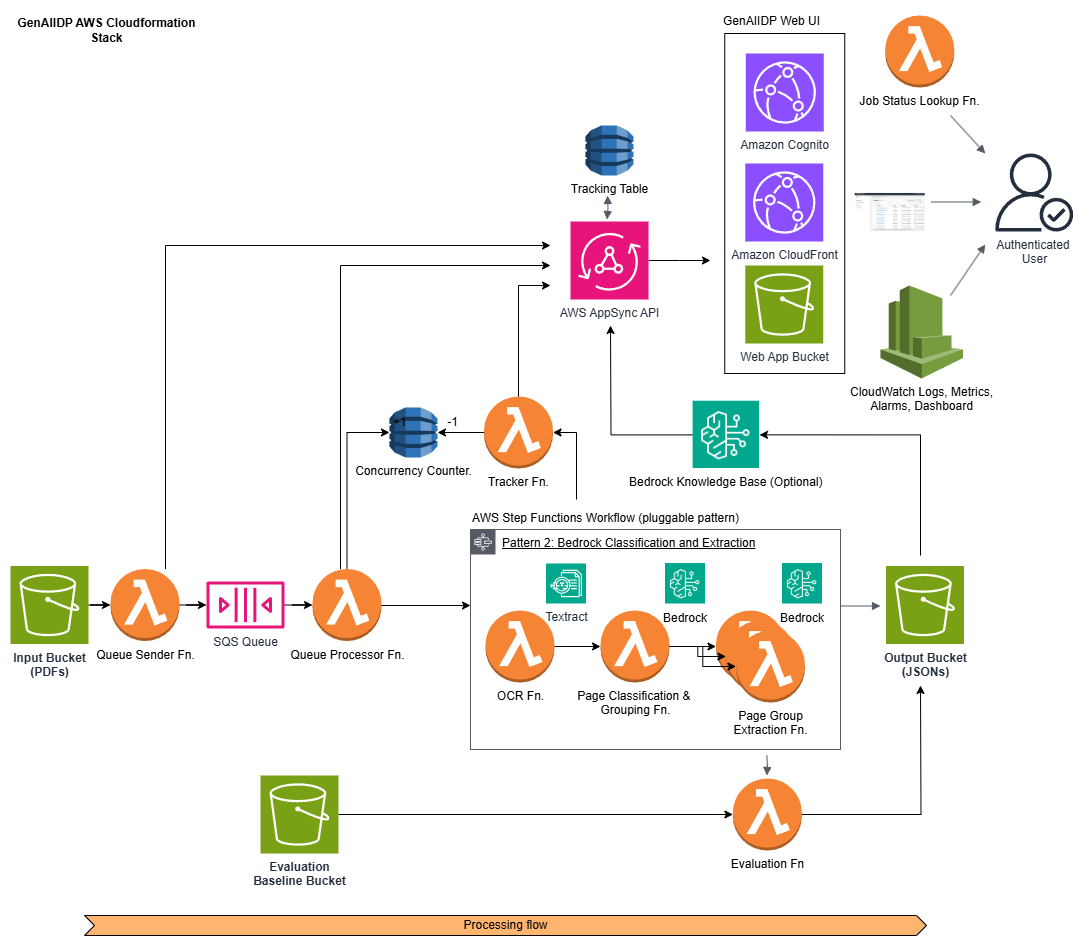 GenAIIDP AWS Cloudformation
Stack
GenAIIDP Web UI
Job Status Lookup Fn.
Amazon Cognito
Tracking Table
Amazon CloudFront
Authenticated
User
AWS AppSync API
Web App Bucket
CloudWatch Logs, Metrics,
Alarms, Dashboard
+1
-1
Concurrency Counter.
Tracker Fn.
Bedrock Knowledge Base (Optional)
AWS Step Functions Workflow (pluggable pattern)
Pattern 2: Bedrock Classification and Extraction
Textract
Bedrock
Bedrock
Input Bucket
(PDFs)
Queue Sender Fn.
SQS Queue
Queue Processor Fn.
OCR Fn.
Page Classification &
Grouping Fn.
Page Group
Extraction Fn.
Output Bucket
(JSONs)
Evaluation
Baseline Bucket
Evaluation Fn
Processing flow